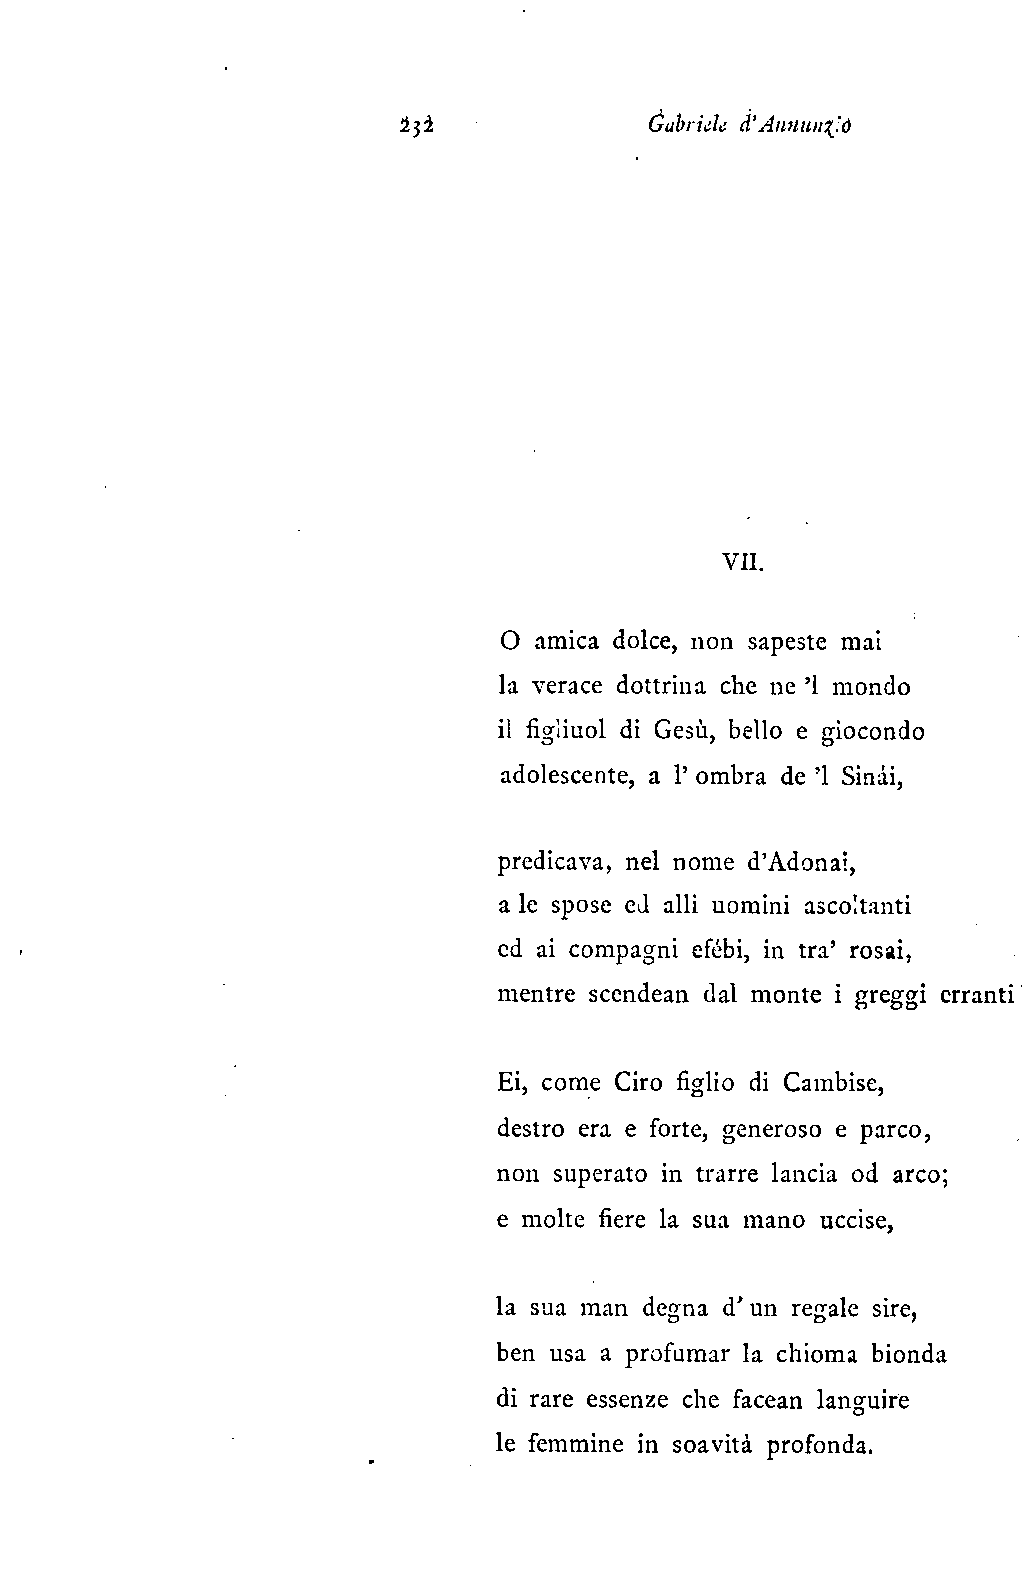 232 Gabriele d'Annunzio
VII.
O amica dolce, non sapeste mai
la verace dottrina che ne 'l mondo
il figliuol di Gesù, bello e giocondo
adolescente, a l' ombra de 'l Sinái,
predicava, nel nome d'Adonai,
a le spose ed alli uomini ascoltanti
ed ai compagni efébi, in tra' rosai,
mentre scendean dal monte i greggi erranti
Ei, come Ciro figlio di Cambise,
destro era e forte, generoso e parco,
non superato in trarre lancia od arco;
e molte fiere la sua mano uccise,
la sua man degna d' un regale sire,
ben usa a profumar la chioma bionda
di rare essenze che facean languire
le femmine in soavità profonda.